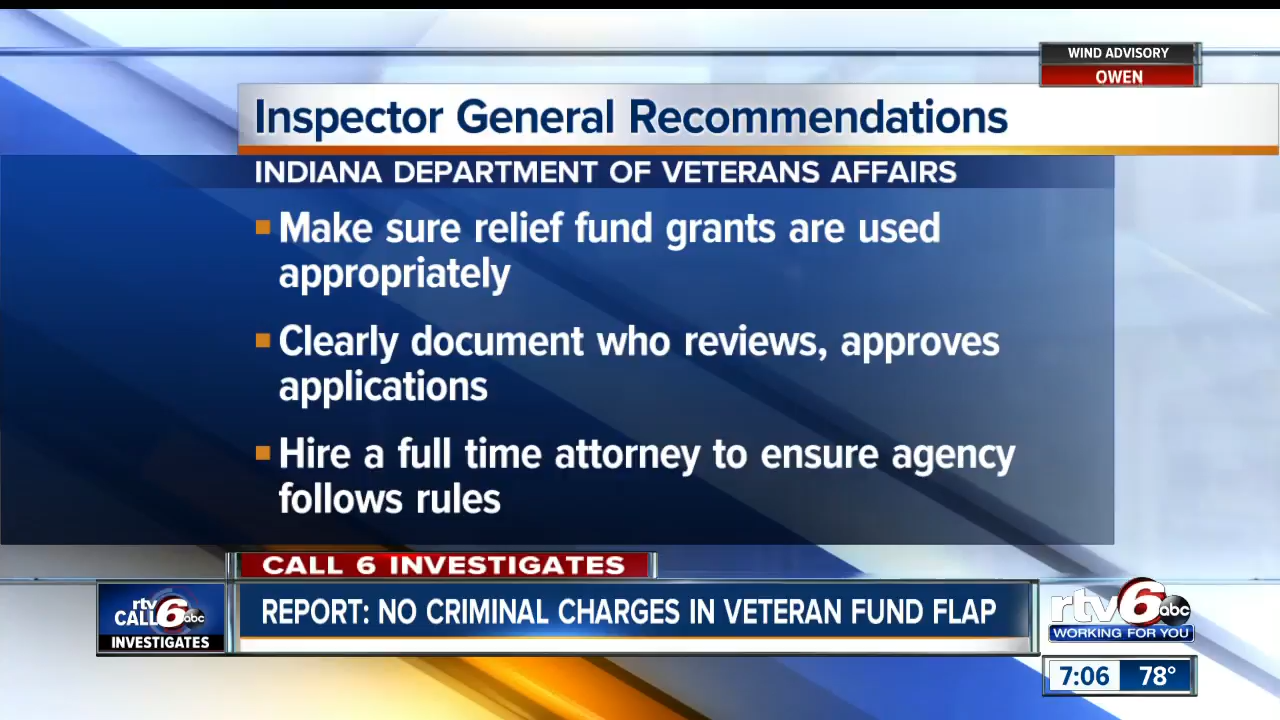 WIND ADVISORY
OWEN
Inspector General Recommendations
INDIANA DEPARTMENT OF VETERANS AFFAIRS
Make sure relief fund grants are used
appropriately
Clearly document who reviews, approves
applications
Hire a full time attorney to ensure agency
follows rules
CALL 6 INVESTIGATES
rtv
CALL 6 abc
INVESTIGATES
REPORT: NO CRIMINAL CHARGES IN VETERAN FUND FLAP
rtv6 abc
WORKING FOR YOU
7:06 78°